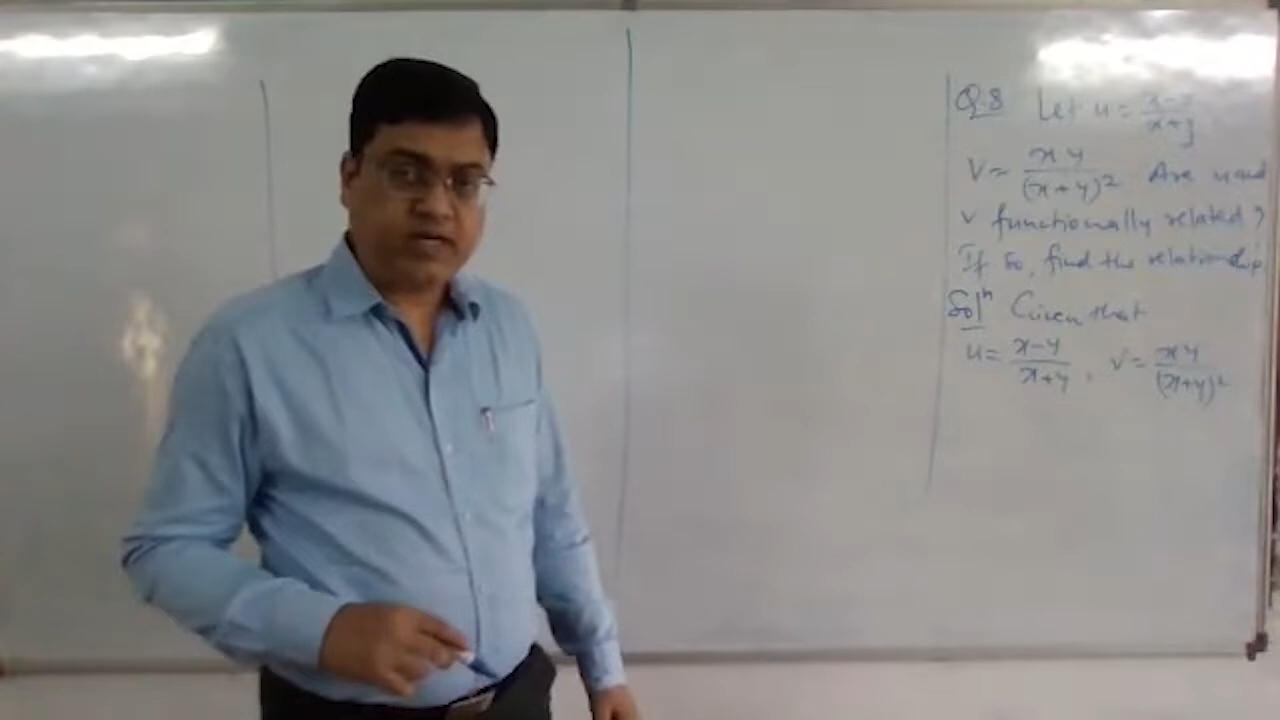 Q.8 Let u = x-y/x+y
V = xy/(x+y)² Are u and
v functionally related?
If so, find the relationship
Solⁿ Given that
u = x-y/x+y, v = xy/(x+y)²